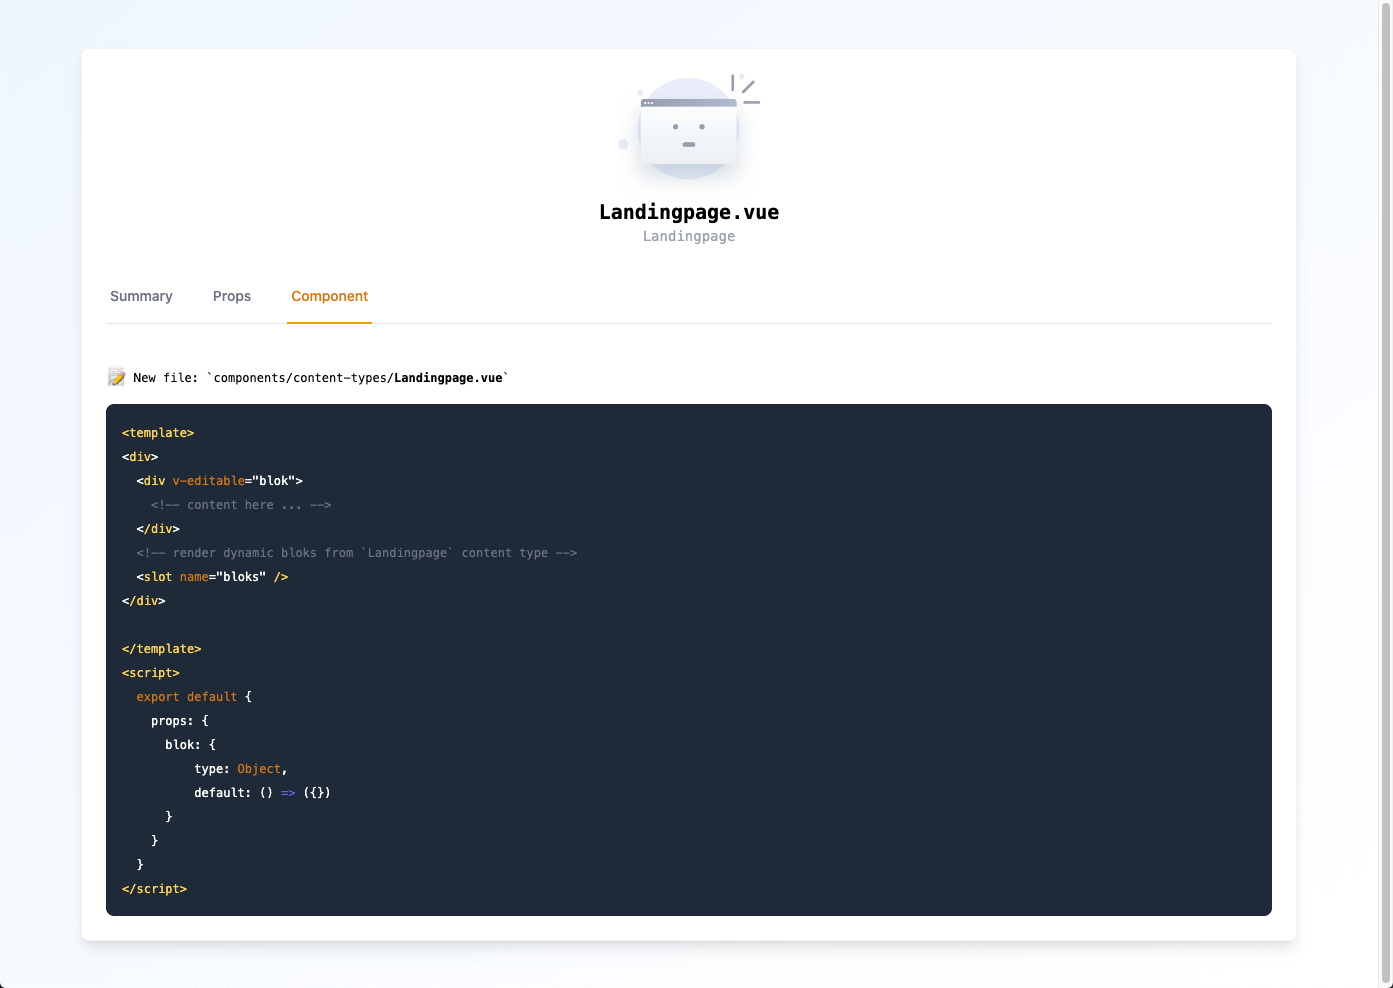 Landingpage.vue
Landingpage
Summary Props Component
📝 New file: `components/content-types/Landingpage.vue`
<template>
<div>
  <div v-editable="blok">
    <!-- content here ... -->
  </div>
  <!-- render dynamic bloks from `Landingpage` content type -->
  <slot name="bloks" />
</div>

</template>
<script>
  export default {
    props: {
      blok: {
          type: Object,
          default: () => ({})
      }
    }
  }
</script>